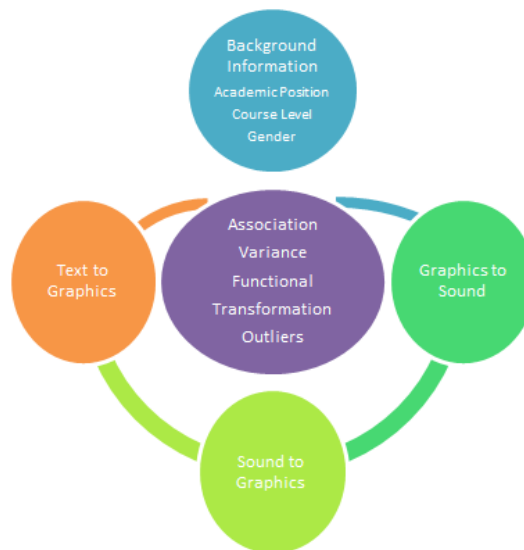 Background
Information
Academic Position
Course Level
Gender
Association
Variance
Functional
Transformation
Outliers
Text to
Graphics
Graphics to
Sound
Sound to
Graphics